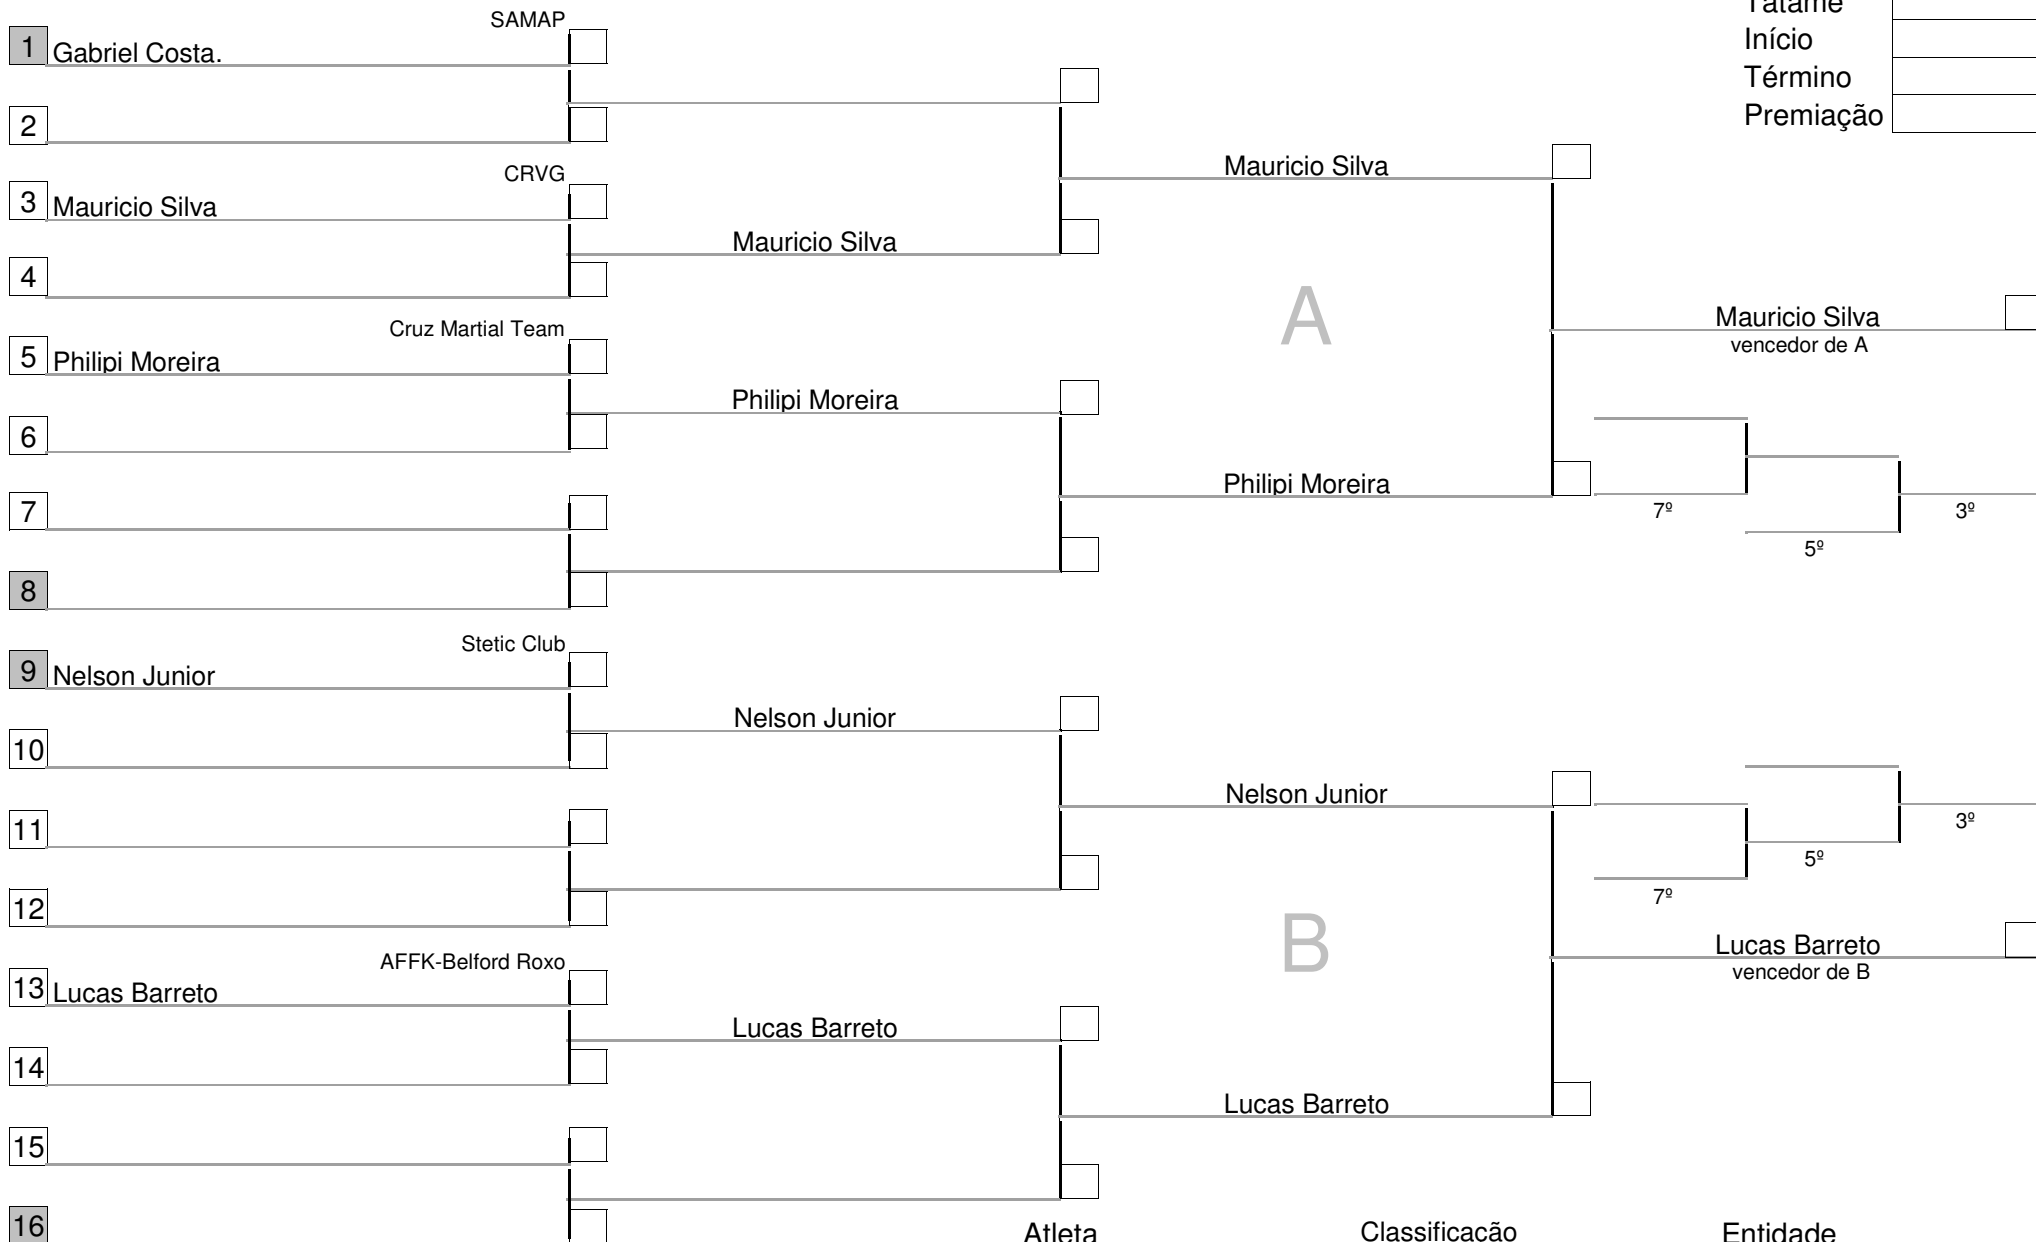 Tatame
Início
Término
Premiação
SAMAP
1 Gabriel Costa.
2
CRVG
3 Mauricio Silva
4
Cruz Martial Team
5 Philipi Moreira
6
7
8
Stetic Club
9 Nelson Junior
10
11
12
AFFK-Belford Roxo
13 Lucas Barreto
14
15
16
Mauricio Silva
Philipi Moreira
Nelson Junior
Lucas Barreto
Mauricio Silva
A
Philipi Moreira
Nelson Junior
B
Lucas Barreto
Mauricio Silva
vencedor de A
7º
5º
3º
3º
5º
7º
Lucas Barreto
vencedor de B
Atleta Classificação Entidade